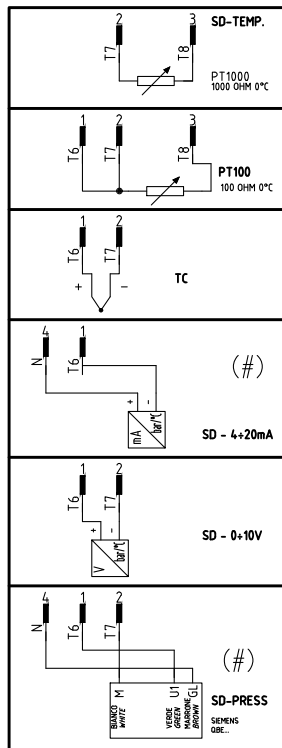 2 3 SD-TEMP.
T7 T8
PT1000
1000 OHM 0°C
1 2 3
T6 T7 T8
PT100
100 OHM 0°C
1 2
T6 T7
+ -
TC
4 1
N T6
(#)
+ -
mA bar/°C
SD - 4÷20mA
1 2
T6 T7
+ -
V bar/°C
SD - 0÷10V
4 1 2
N T6 T7
(#)
M U1 GL
BIANCO VERDE MARRONE
WHITE GREEN BROWN
SD-PRESS
SIEMENS
QBE...